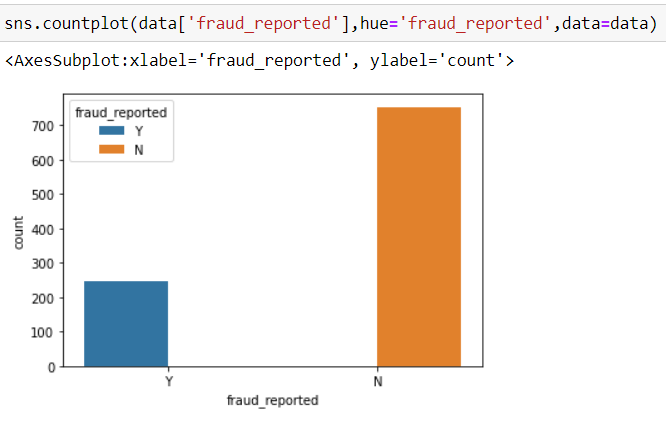 sns.countplot(data['fraud_reported'],hue='fraud_reported',data=data)
<AxesSubplot:xlabel='fraud_reported', ylabel='count'>
fraud_reported
Y
N
700
600
500
400
300
200
100
0
count
Y N
fraud_reported